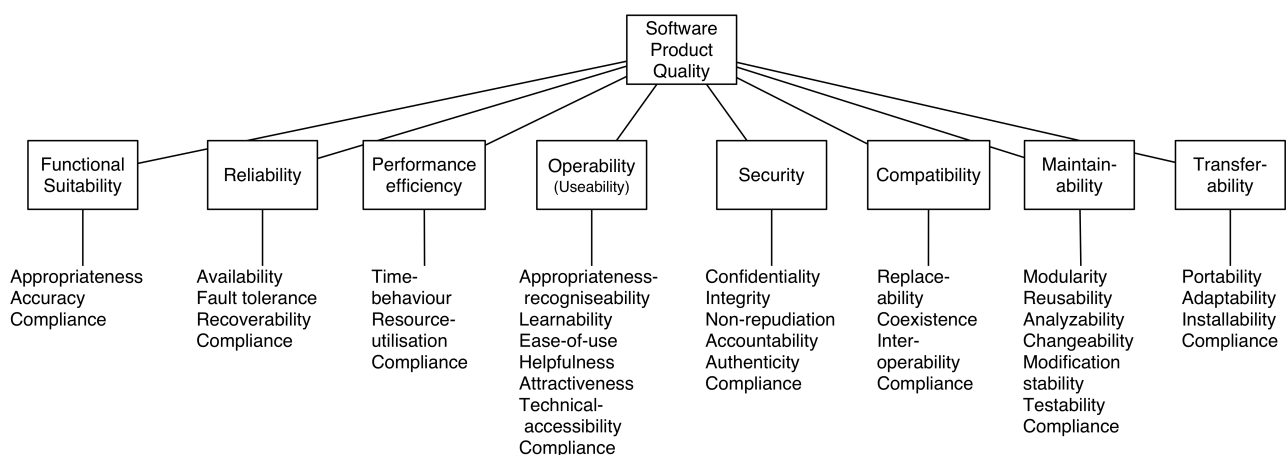 Software
Product
Quality
Functional
Suitability
Reliability
Performance
efficiency
Operability
(Useability)
Security
Compatibility
Maintain-
ability
Transfer-
ability
Appropriateness
Accuracy
Compliance
Availability
Fault tolerance
Recoverability
Compliance
Time-
behaviour
Resource-
utilisation
Compliance
Appropriateness-
recogniseability
Learnability
Ease-of-use
Helpfulness
Attractiveness
Technical-
accessibility
Compliance
Confidentiality
Integrity
Non-repudiation
Accountability
Authenticity
Compliance
Replace-
ability
Coexistence
Inter-
operability
Compliance
Modularity
Reusability
Analyzability
Changeability
Modification
stability
Testability
Compliance
Portability
Adaptability
Installability
Compliance